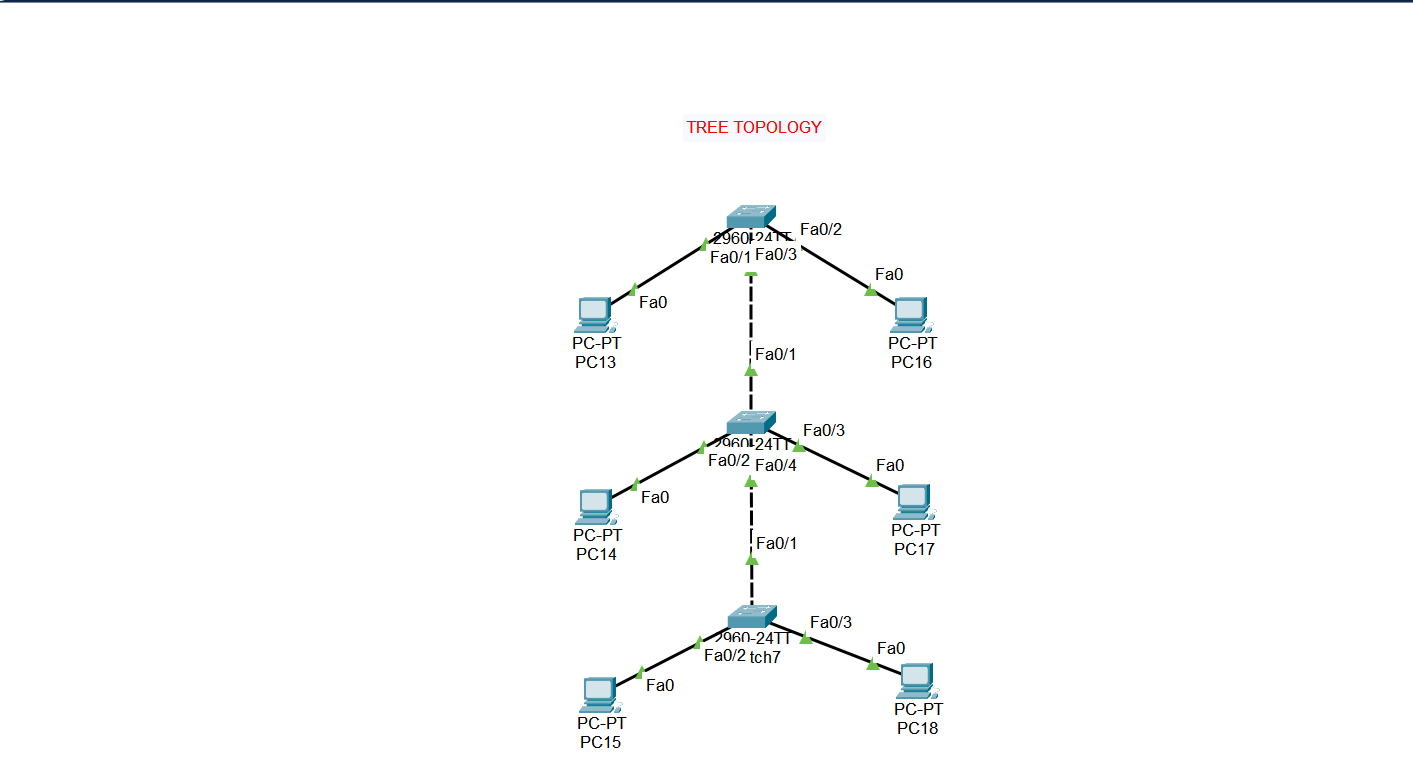 TREE TOPOLOGY
Fa0/2
2960-24TT
Fa0/1
Fa0/3
Fa0
Fa0
PC-PT
PC13
PC-PT
PC16
Fa0/1
Fa0/3
2960-24TT
Fa0/2
Fa0/4
Fa0
Fa0
PC-PT
PC14
PC-PT
PC17
Fa0/1
Fa0/3
2960-24TT
Fa0/2
tch7
Fa0
Fa0
PC-PT
PC15
PC-PT
PC18